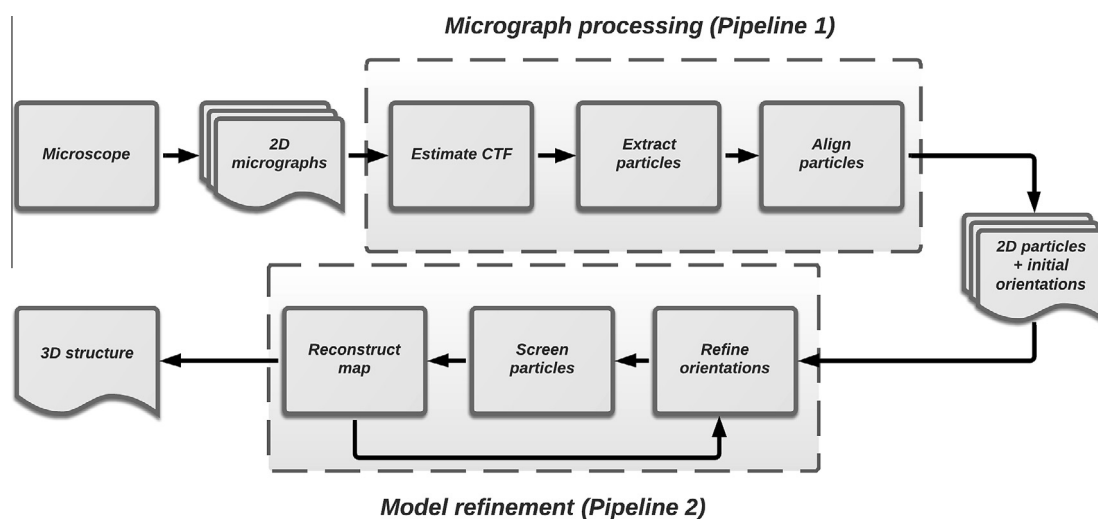 Micrograph processing (Pipeline 1)
Microscope
2D
micrographs
Estimate CTF
Extract
particles
Align
particles
2D particles
+ initial
orientations
3D structure
Reconstruct
map
Screen
particles
Refine
orientations
Model refinement (Pipeline 2)